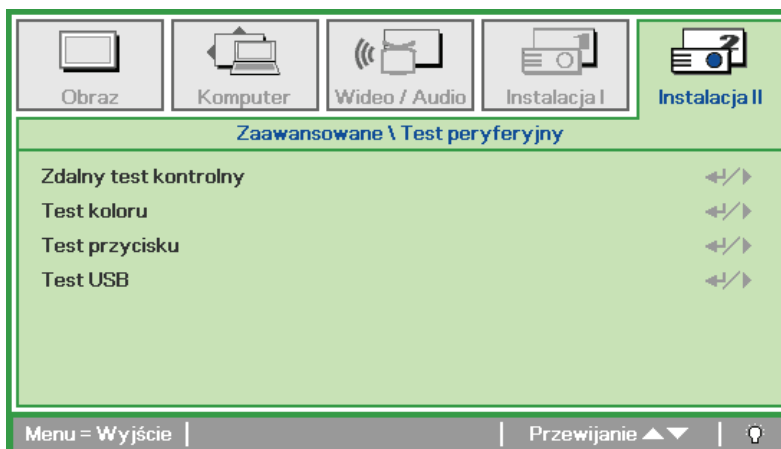 Obraz
Komputer
Wideo / Audio
Instalacja I
Instalacja II
Zaawansowane \ Test peryferyjny
Zdalny test kontrolny
Test koloru
Test przycisku
Test USB
Menu = Wyjście
Przewijanie